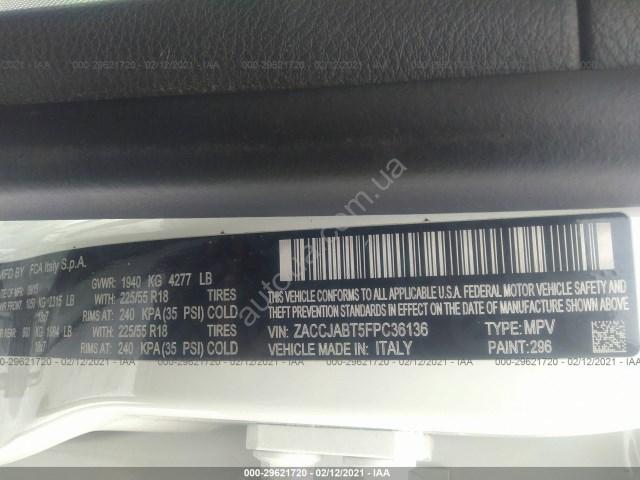 000-29621720 - 02/12/2021 - IAA
000-29621720 - 02/12/2021 - IAA
000-29621720 - 02/12/2021 - IAA
auto.ria.com.ua
MFD BY FCA Italy S.p.A.
GVWR: 1940 KG 4277 LB
WITH: 225/55 R18 TIRES
RIMS AT: 240 KPA (35 PSI) COLD
WITH: 225/55 R18 TIRES
RIMS AT: 240 KPA (35 PSI) COLD
THIS VEHICLE CONFORMS TO ALL APPLICABLE U.S.A. FEDERAL MOTOR VEHICLE
SAFETY, BUMPER, AND THEFT PREVENTION STANDARDS IN EFFECT ON THE DATE OF MANUFACTURE SHOWN ABOVE
VIN: ZACCJABT5FPC36136 TYPE: MPV
VEHICLE MADE IN: ITALY PAINT:296
000-29621720 - 02/12/2021 - IAA
000-29621720 - 02/12/2021 - IAA
000-29621720 - 02/12/2021 - IAA
000-29621720 - 02/12/2021 - IAA